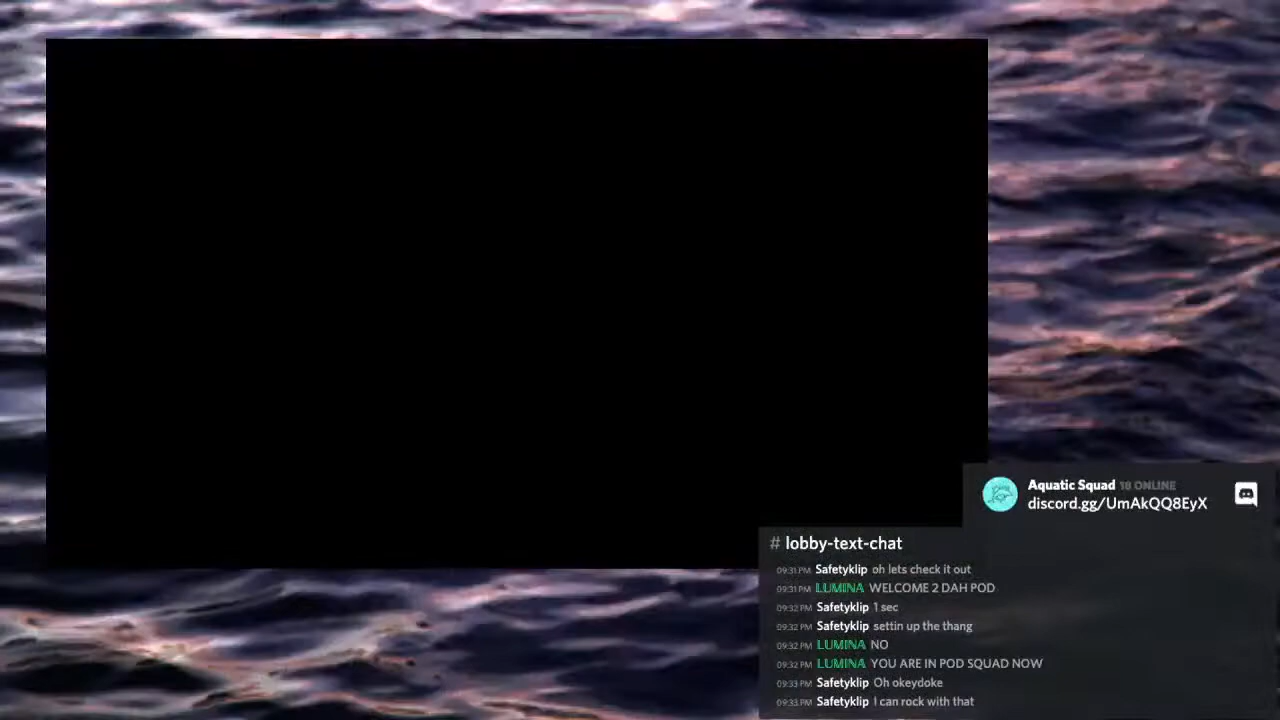 Aquatic Squad 18 ONLINE
discord.gg/UmAkQQ8EyX
# lobby-text-chat
09:31 PM Safetyklip oh lets check it out
09:31 PM LUMINA WELCOME 2 DAH POD
09:32 PM Safetyklip 1 sec
09:32 PM Safetyklip settin up the thang
09:32 PM LUMINA NO
09:32 PM LUMINA YOU ARE IN POD SQUAD NOW
09:33 PM Safetyklip Oh okeydoke
09:33 PM Safetyklip I can rock with that